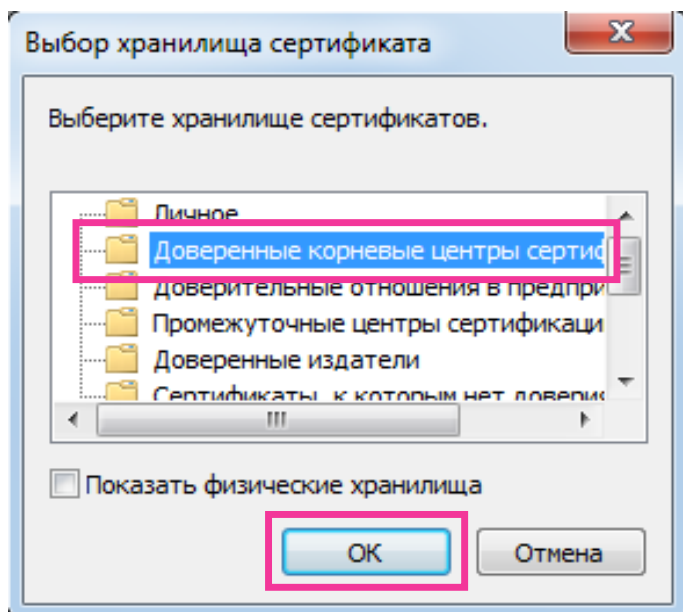 Выбор хранилища сертификата
Выберите хранилище сертификатов.
Личное
Доверенные корневые центры сертиф
Доверительные отношения в предпри
Промежуточные центры сертификаци
Доверенные издатели
Сертификаты, к которым нет доверия
Показать физические хранилища
ОК
Отмена